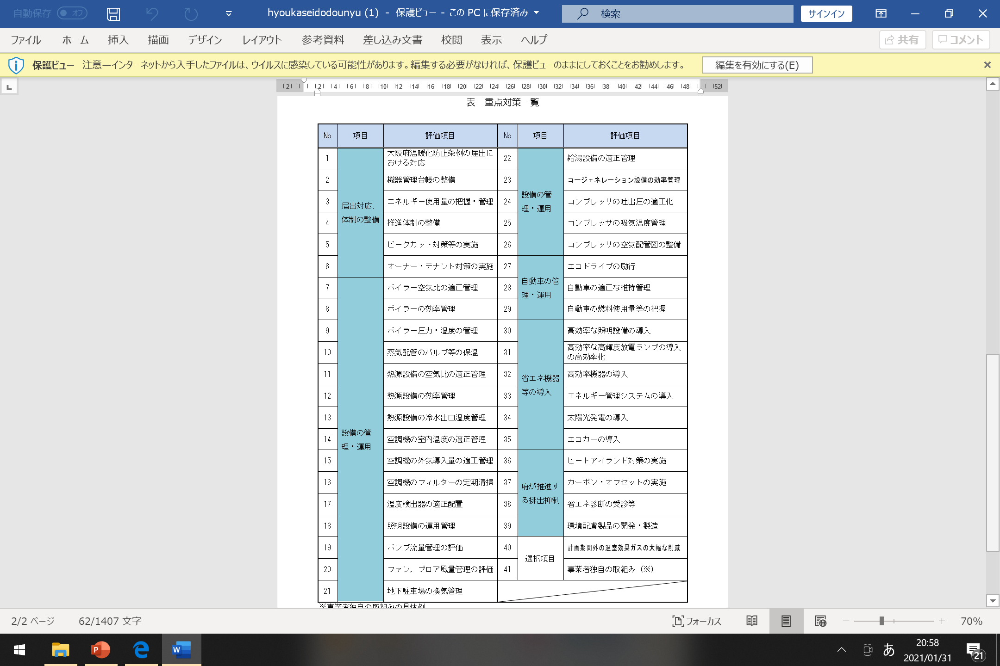 自動保存 オフ hyoukaseidodounyu (1) - 保護ビュー - この PC に保存済み 検索 サインイン
ファイル ホーム 挿入 描画 デザイン レイアウト 参考資料 差し込み文書 校閲 表示 ヘルプ 共有 コメント
保護ビュー 注意―インターネットから入手したファイルは、ウイルスに感染している可能性があります。編集する必要がなければ、保護ビューのままにしておくことをお勧めします。 編集を有効にする(E)
2 2 4 6 8 10 12 14 16 18 20 22 24 26 28 30 32 34 36 38 40 42 44 46 48 52
表 重点対策一覧
No 項目 評価項目 No 項目 評価項目
届出対応、
体制の整備
1 大阪府温暖化防止条例の届出に
おける対応
2 機器管理台帳の整備
3 エネルギー使用量の把握・管理
4 推進体制の整備
5 ピークカット対策等の実施
6 オーナー・テナント対策の実施
設備の管
理・運用
7 ボイラー空気比の適正管理
8 ボイラーの効率管理
9 ボイラー圧力・温度の管理
10 蒸気配管のバルブ等の保温
11 熱源設備の空気比の適正管理
12 熱源設備の効率管理
13 熱源設備の冷水出口温度管理
14 空調機の室内温度の適正管理
15 空調機の外気導入量の適正管理
16 空調機のフィルターの定期清掃
17 温度検出器の適正配置
18 照明設備の運用管理
19 ポンプ流量管理の評価
20 ファン，ブロア風量管理の評価
21 地下駐車場の換気管理
設備の管
理・運用
22 給湯設備の適正管理
23 コージェネレーション設備の効率管理
24 コンプレッサの吐出圧の適正化
25 コンプレッサの吸気温度管理
26 コンプレッサの空気配管図の整備
自動車の管
理・運用
27 エコドライブの励行
28 自動車の適正な維持管理
29 自動車の燃料使用量等の把握
省エネ機器
等の導入
30 高効率な照明設備の導入
31 高効率な高輝度放電ランプの導入
の高効率化
32 高効率機器の導入
33 エネルギー管理システムの導入
34 太陽光発電の導入
35 エコカーの導入
府が推進す
る排出抑制
36 ヒートアイランド対策の実施
37 カーボン・オフセットの実施
38 省エネ診断の受診等
39 環境配慮製品の開発・製造
選択項目
40 計画期間外の温室効果ガスの大幅な削減
41 事業者独自の取組み（※）
※事業者独自の取組みの具体例
2/2 ページ 62/1407 文字 フォーカス 70%
あ 20:58
2021/01/31
21